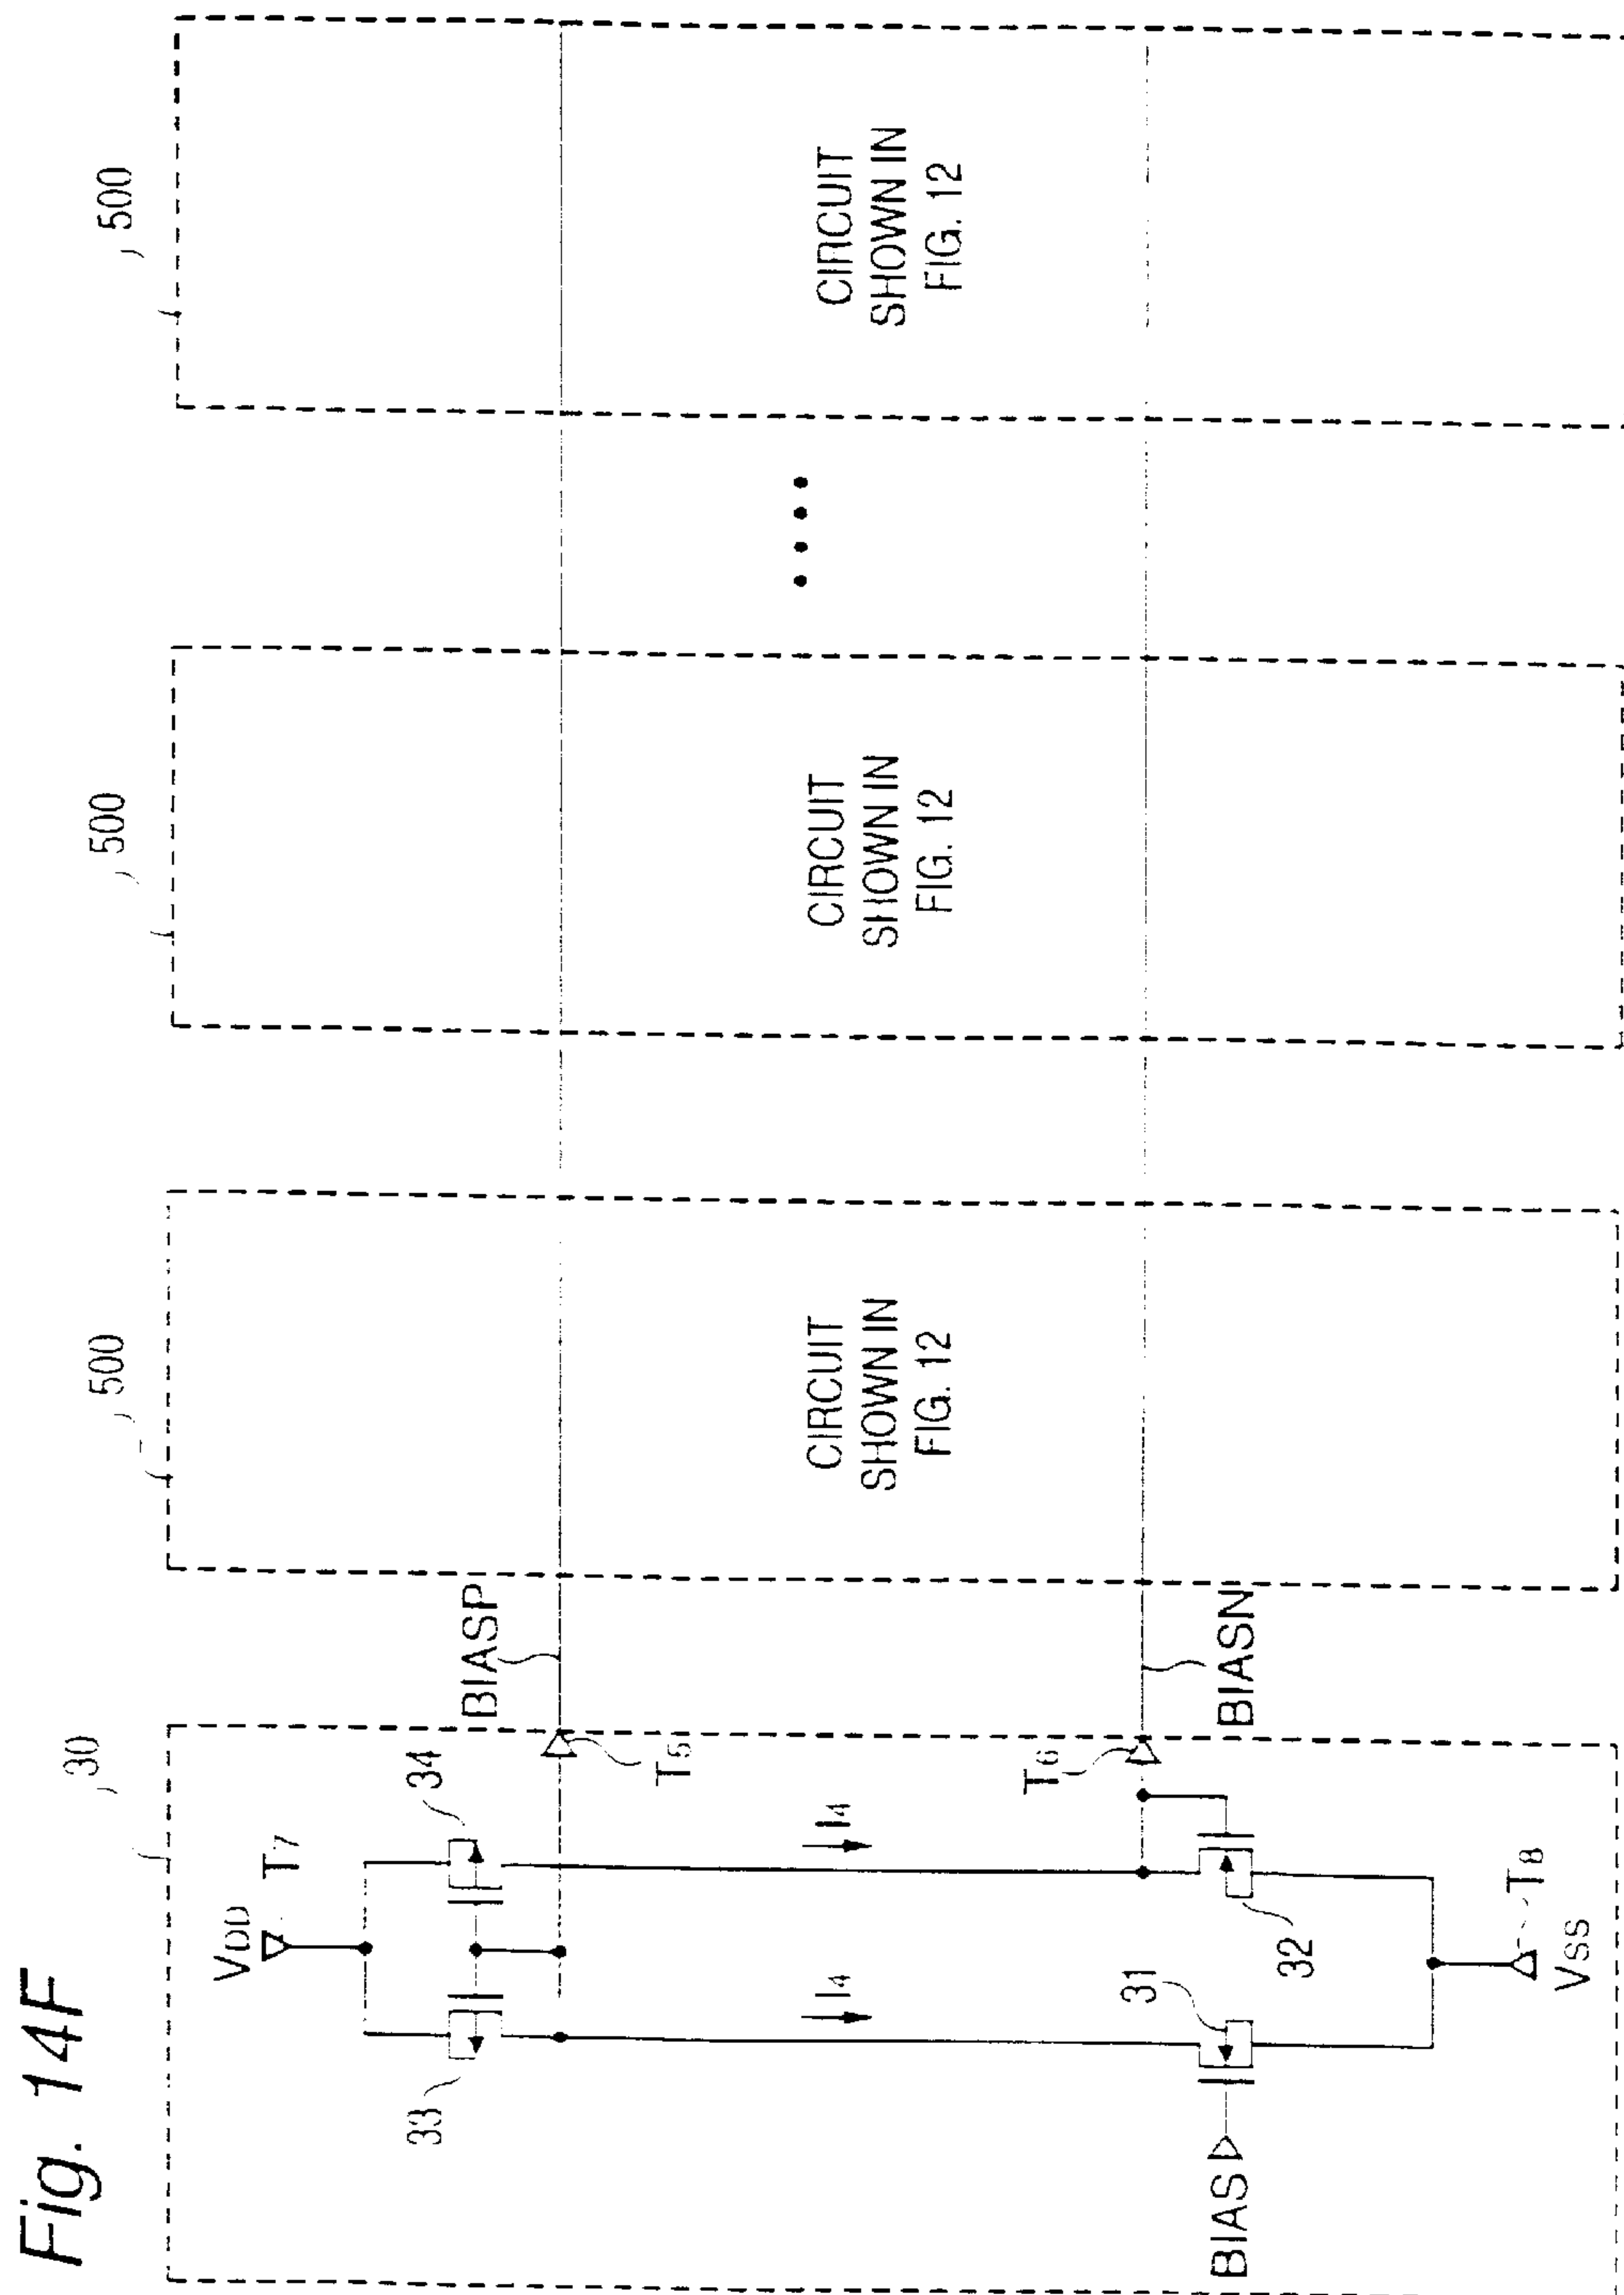 Fig. 14F
30
500
500
500
VDD
T7
33
34
BIASP
T5
I4
I4
CIRCUIT
SHOWN IN
FIG. 12
CIRCUIT
SHOWN IN
FIG. 12
CIRCUIT
SHOWN IN
FIG. 12
T6
BIASN
BIAS
31
32
T8
VSS